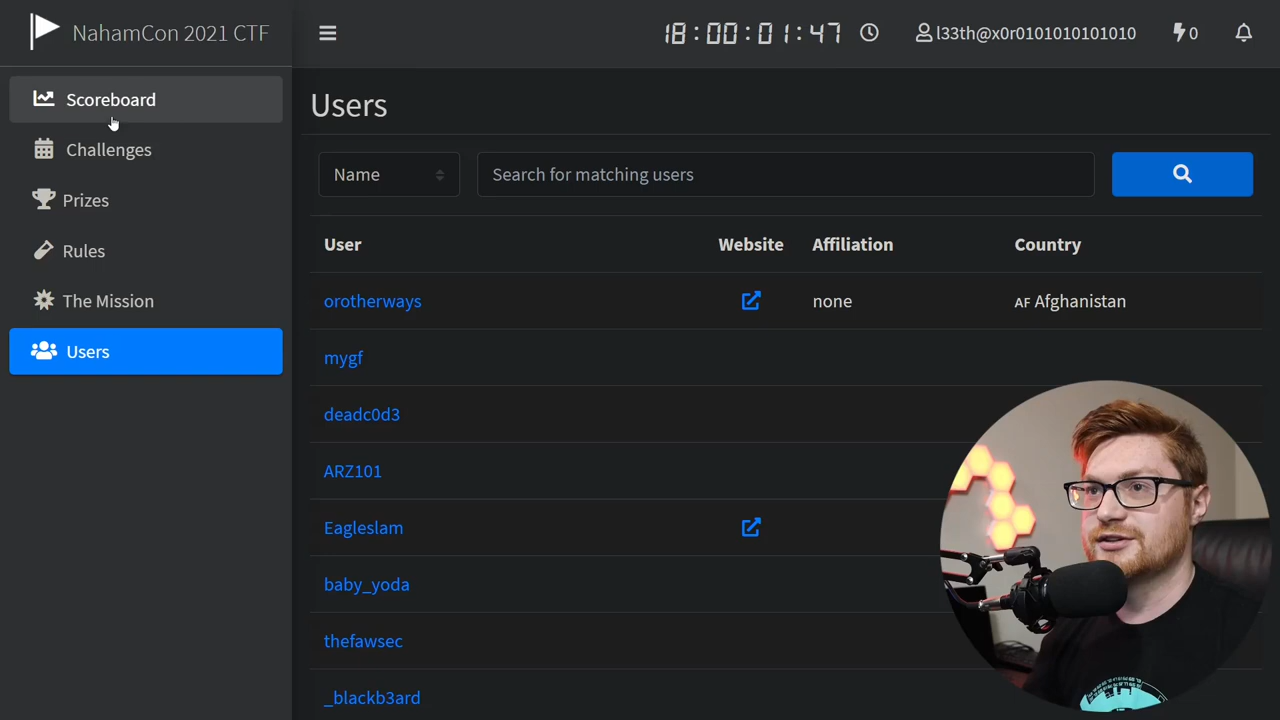 NahamCon 2021 CTF
18:00:01:47
l33th@x0r0101010101010
0
Scoreboard
Challenges
Prizes
Rules
The Mission
Users
Users
Name
Search for matching users
User Website Affiliation Country
orotherways none AF Afghanistan
mygf
deadc0d3
ARZ101
Eagleslam
baby_yoda
thefawsec
_blackb3ard